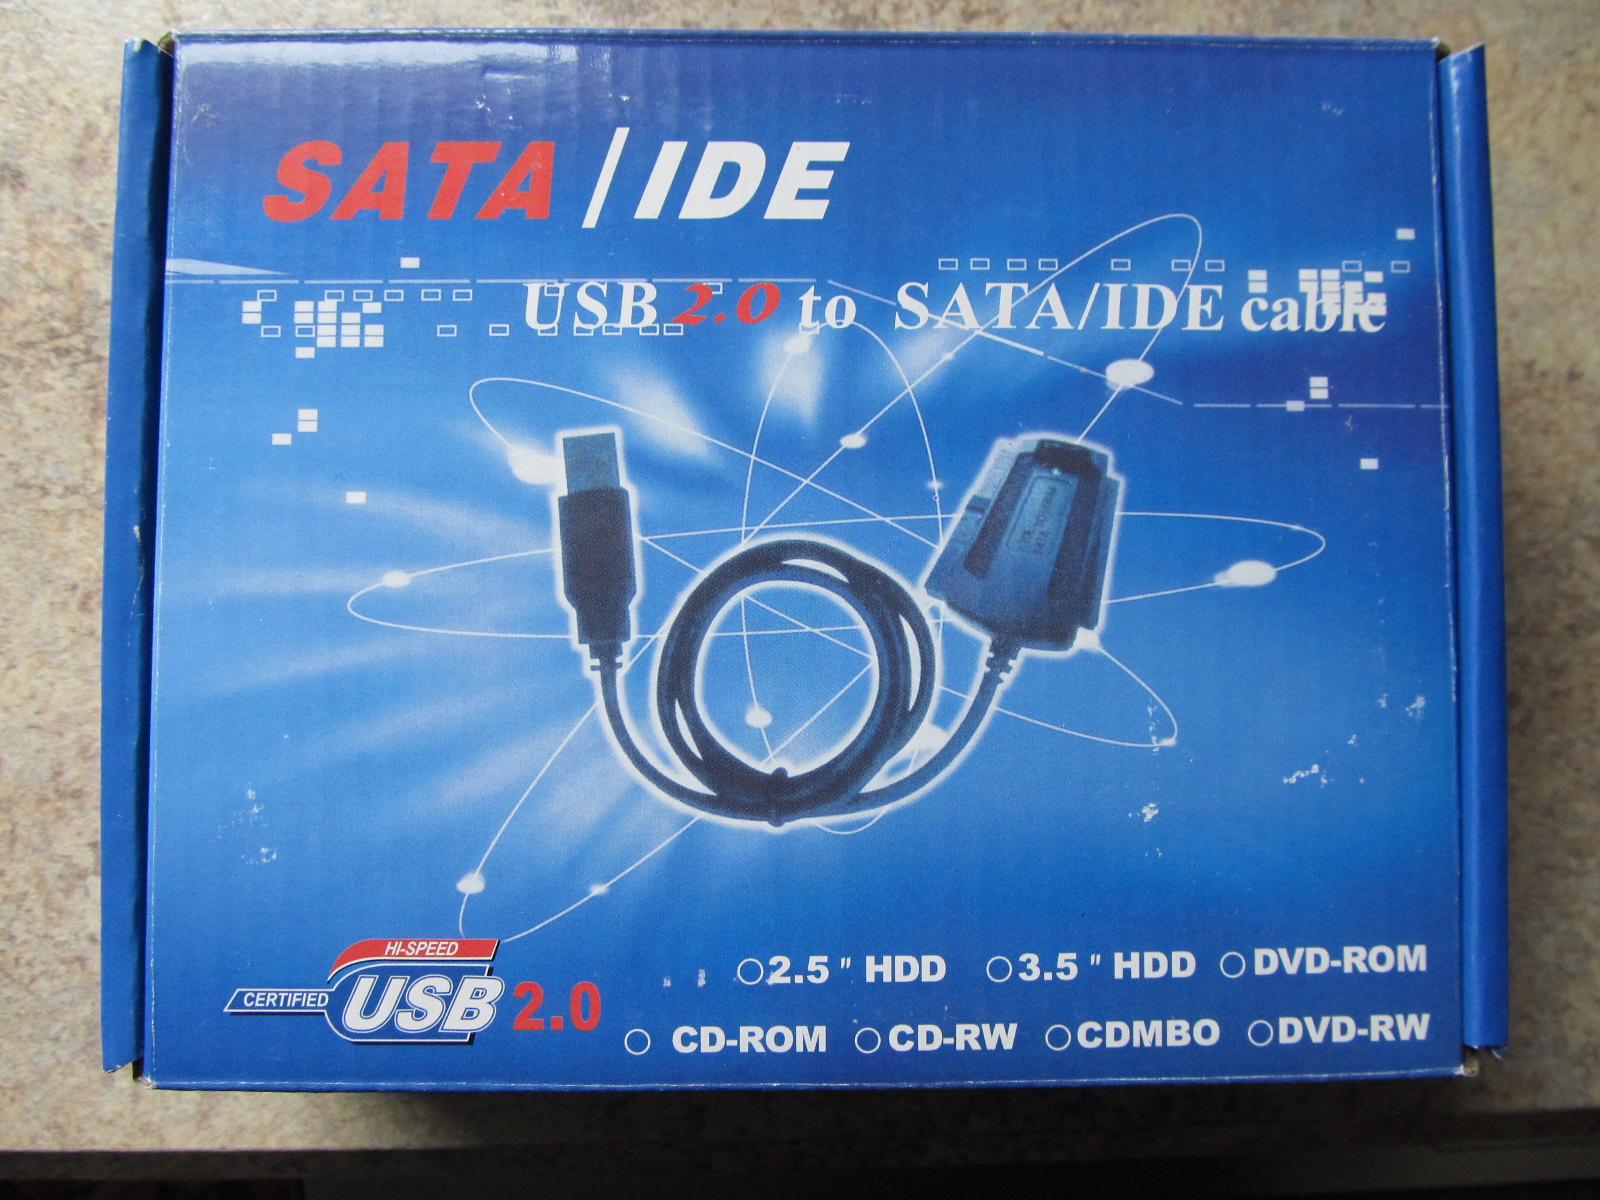 SATA/IDE
USB 2.0 to SATA/IDE cable
HI-SPEED
CERTIFIED USB 2.0
2.5" HDD 3.5" HDD DVD-ROM
CD-ROM CD-RW CDMBO DVD-RW